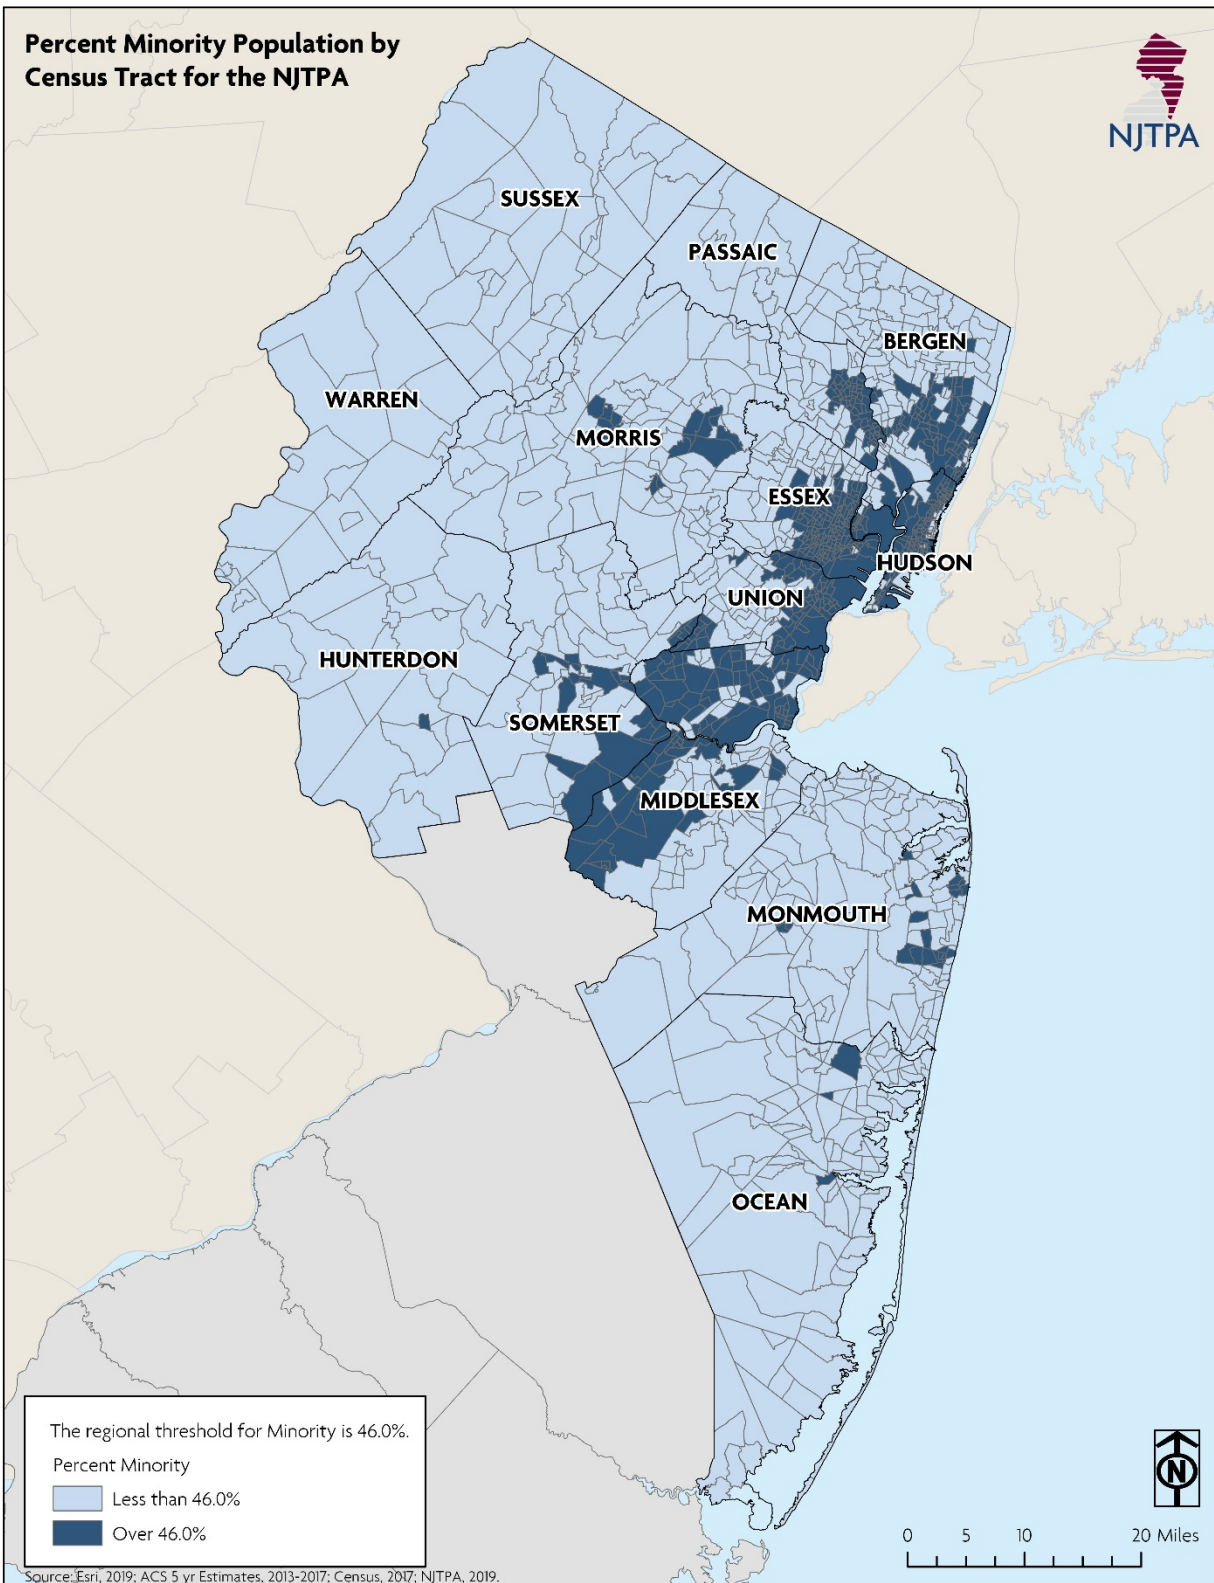 Percent Minority Population by
Census Tract for the NJTPA
NJTPA
SUSSEX
PASSAIC
BERGEN
WARREN
MORRIS
ESSEX
HUDSON
UNION
HUNTERDON
SOMERSET
MIDDLESEX
MONMOUTH
OCEAN
The regional threshold for Minority is 46.0%.
Percent Minority
Less than 46.0%
Over 46.0%
N
0 5 10 20 Miles
Source: Esri, 2019; ACS 5 yr Estimates, 2013-2017; Census, 2017; NJTPA, 2019.